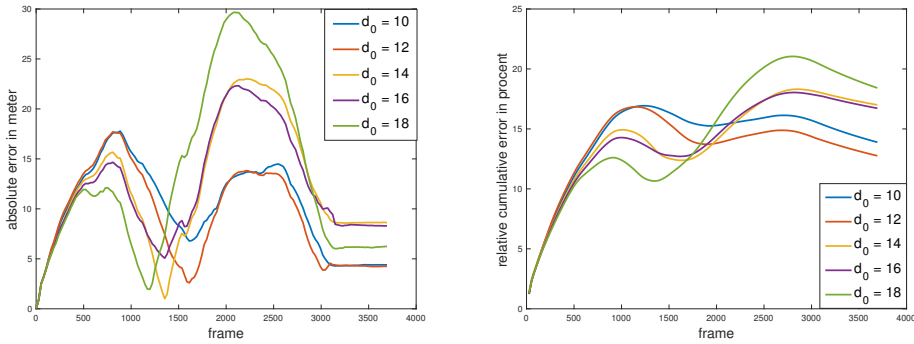 absolute error in meter
30
25
20
15
10
5
0
0 500 1000 1500 2000 2500 3000 3500 4000
frame
d0 = 10
d0 = 12
d0 = 14
d0 = 16
d0 = 18
relative cumulative error in procent
25
20
15
10
5
0
0 500 1000 1500 2000 2500 3000 3500 4000
frame
d0 = 10
d0 = 12
d0 = 14
d0 = 16
d0 = 18